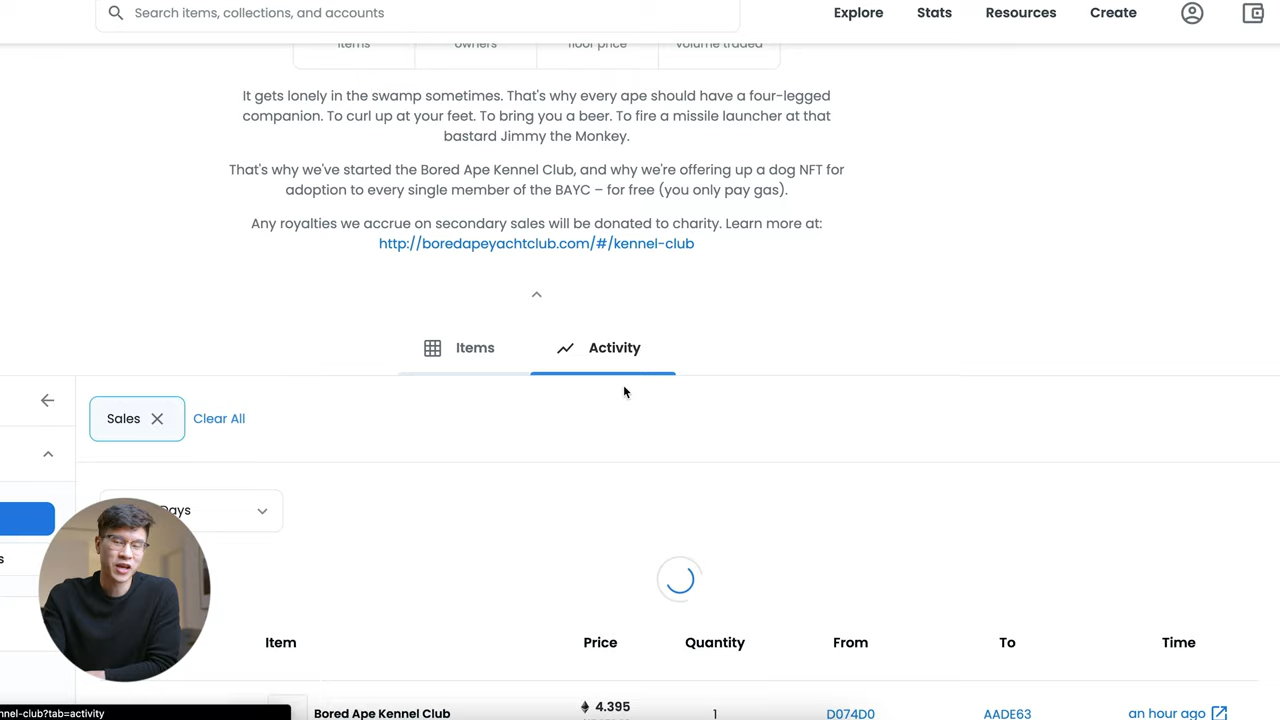 Search items, collections, and accounts
Explore
Stats
Resources
Create
items
owners
floor price
volume traded
It gets lonely in the swamp sometimes. That's why every ape should have a four-legged
companion. To curl up at your feet. To bring you a beer. To fire a missile launcher at that
bastard Jimmy the Monkey.
That's why we've started the Bored Ape Kennel Club, and why we're offering up a dog NFT for
adoption to every single member of the BAYC – for free (you only pay gas).
Any royalties we accrue on secondary sales will be donated to charity. Learn more at:
http://boredapeyachtclub.com/#/kennel-club
Items
Activity
Sales
Clear All
Days
s
Item
Price
Quantity
From
To
Time
Bored Ape Kennel Club
4.395
1
D074D0
AADE63
an hour ago
nnel-club?tab=activity